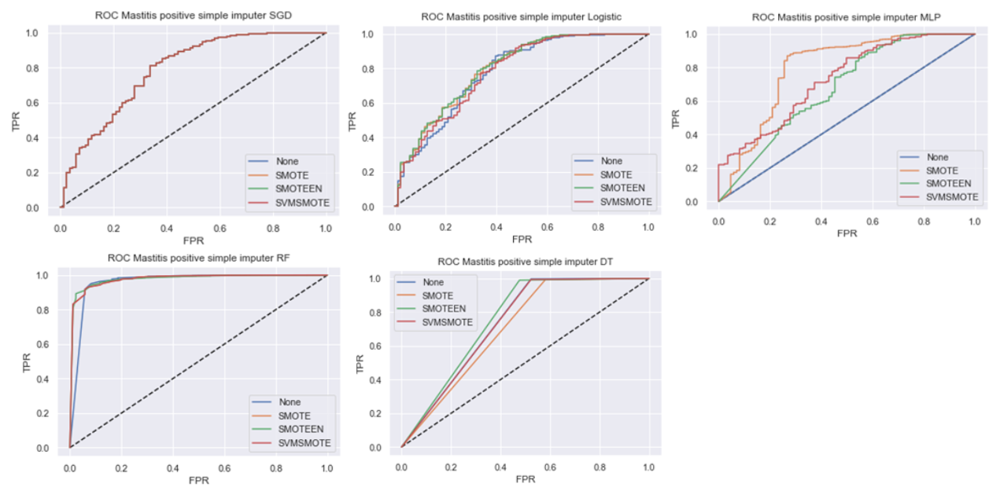 ROC Mastitis positive simple imputer SGD
1.0
0.8
0.6
0.4
0.2
0.0
TPR
0.0 0.2 0.4 0.6 0.8 1.0
FPR
None
SMOTE
SMOTEEN
SVMSMOTE
ROC Mastitis positive simple imputer Logistic
1.0
0.8
0.6
0.4
0.2
0.0
TPR
0.0 0.2 0.4 0.6 0.8 1.0
FPR
None
SMOTE
SMOTEEN
SVMSMOTE
ROC Mastitis positive simple imputer MLP
1.0
0.8
0.6
0.4
0.2
0.0
TPR
0.0 0.2 0.4 0.6 0.8 1.0
FPR
None
SMOTE
SMOTEEN
SVMSMOTE
ROC Mastitis positive simple imputer RF
1.0
0.8
0.6
0.4
0.2
0.0
TPR
0.0 0.2 0.4 0.6 0.8 1.0
FPR
None
SMOTE
SMOTEEN
SVMSMOTE
ROC Mastitis positive simple imputer DT
1.0
0.8
0.6
0.4
0.2
0.0
TPR
0.0 0.2 0.4 0.6 0.8 1.0
FPR
None
SMOTE
SMOTEEN
SVMSMOTE